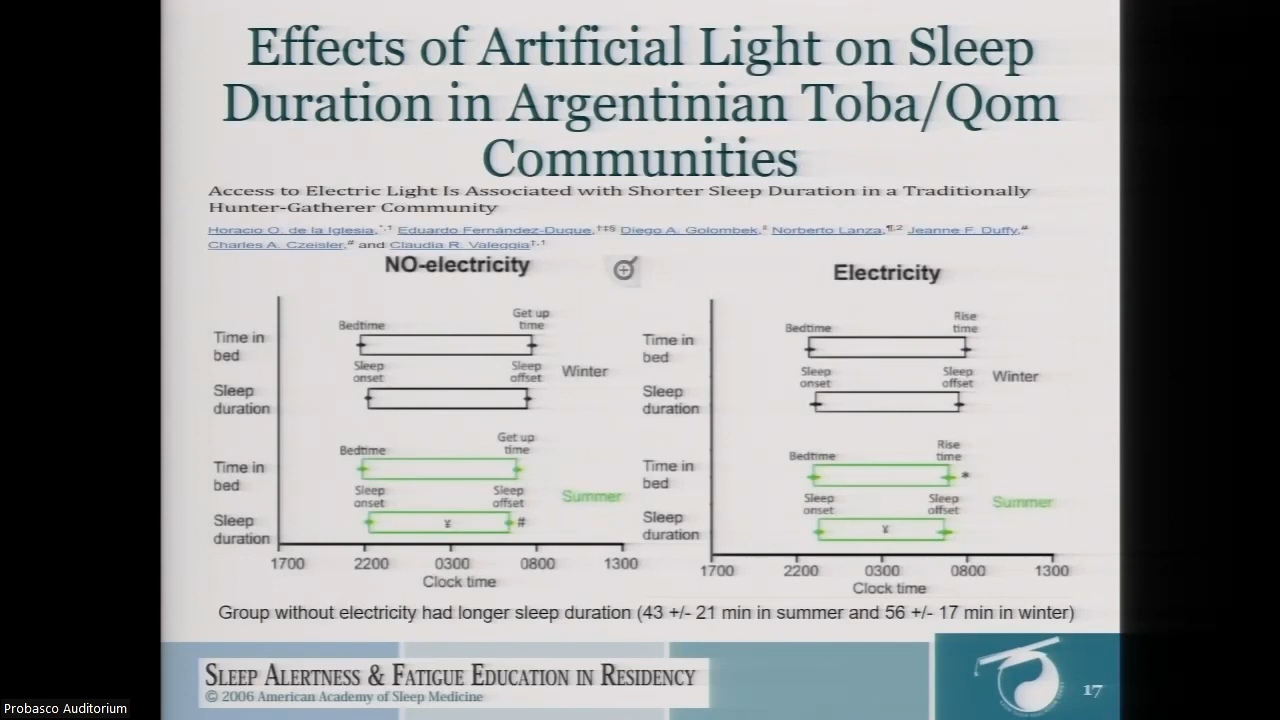 Effects of Artificial Light on Sleep
Duration in Argentinian Toba/Qom
Communities
Access to Electric Light Is Associated with Shorter Sleep Duration in a Traditionally
Hunter-Gatherer Community
Horacio O. de la Iglesia,*,1 Eduardo Fernández-Duque,†‡§ Diego A. Golombek,‖ Norberto Lanza,¶,2 Jeanne F. Duffy,#
Charles A. Czeisler,# and Claudia R. Valeggia†,1
NO-electricity
Time in
bed
Bedtime
Get up
time
Sleep
duration
Sleep
onset
Sleep
offset
Winter
Time in
bed
Bedtime
Get up
time
Sleep
duration
Sleep
onset
Sleep
offset
Summer
¥
#
1700 2200 0300 0800 1300
Clock time
Electricity
Time in
bed
Bedtime
Rise
time
Sleep
duration
Sleep
onset
Sleep
offset
Winter
Time in
bed
Bedtime
Rise
time
*
Sleep
duration
Sleep
onset
Sleep
offset
Summer
¥
1700 2200 0300 0800 1300
Clock time
Group without electricity had longer sleep duration (43 +/- 21 min in summer and 56 +/- 17 min in winter)
SLEEP ALERTNESS & FATIGUE EDUCATION IN RESIDENCY
© 2006 American Academy of Sleep Medicine
17
Probasco Auditorium